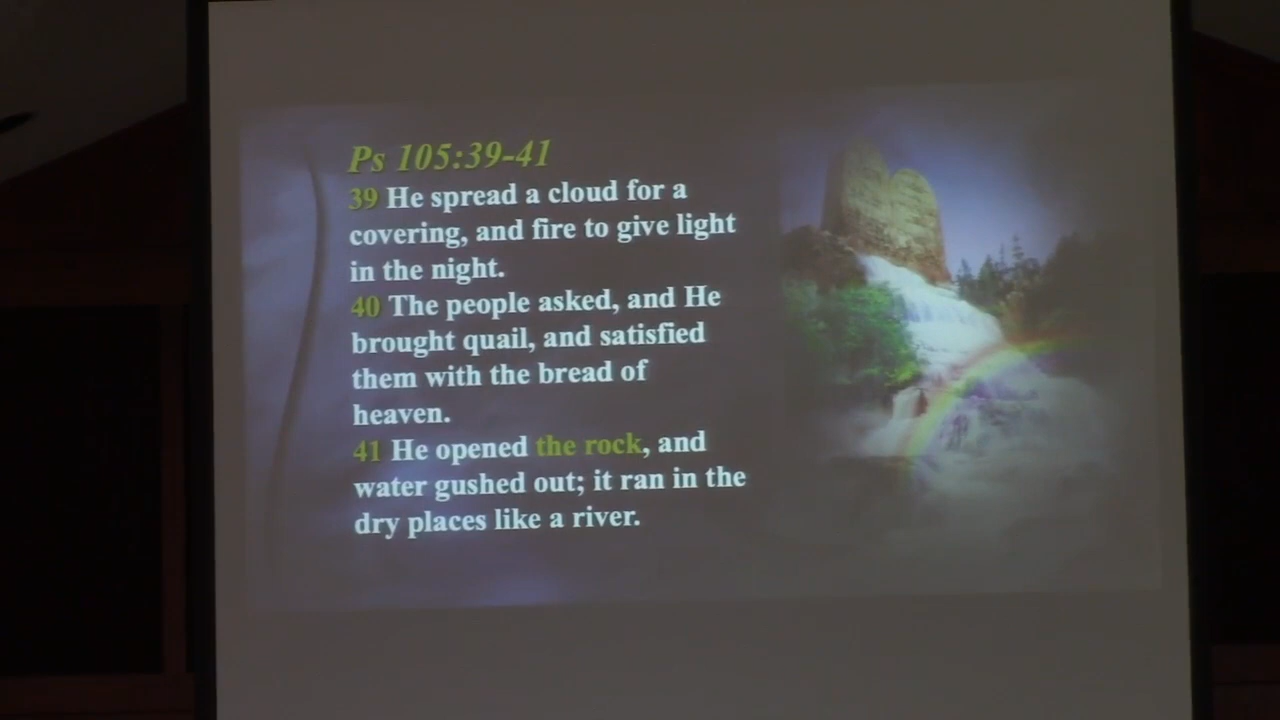 Ps 105:39-41
39 He spread a cloud for a
covering, and fire to give light
in the night.
40 The people asked, and He
brought quail, and satisfied
them with the bread of
heaven.
41 He opened the rock, and
water gushed out; it ran in the
dry places like a river.